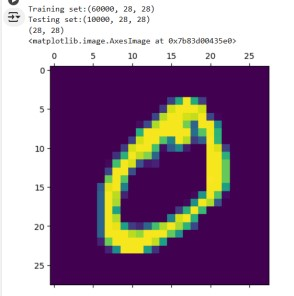 Training set:(60000, 28, 28)
Testing set:(10000, 28, 28)
(28, 28)
<matplotlib.image.AxesImage at 0x7b83d00435e0>
0 5 10 15 20 25
0
5
10
15
20
25